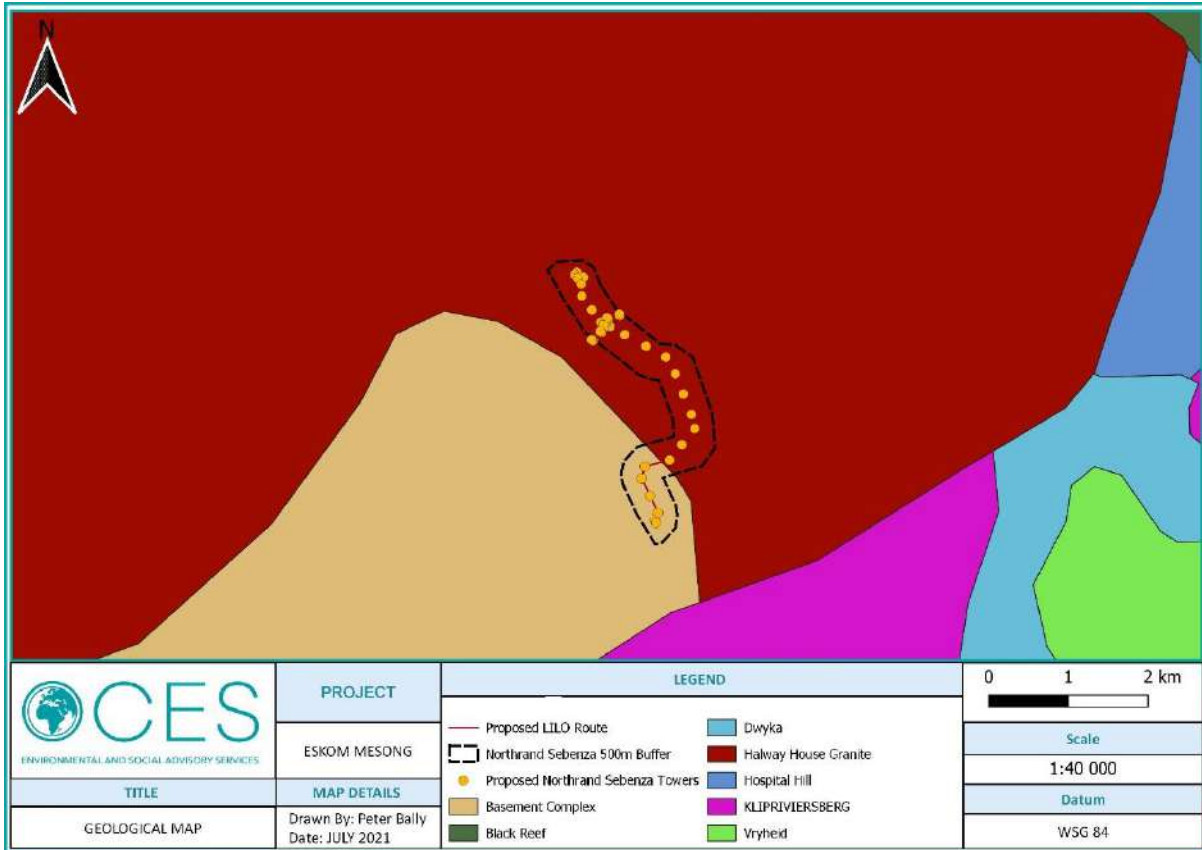 N
CES
ENVIRONMENTAL AND SOCIAL ADVISORY SERVICES
TITLE
GEOLOGICAL MAP
PROJECT
ESKOM MESONG
MAP DETAILS
Drawn By: Peter Bally
Date: JULY 2021
LEGEND
Proposed LILO Route
Northrand Sebenza 500m Buffer
Proposed Northrand Sebenza Towers
Basement Complex
Black Reef
Dwyka
Halway House Granite
Hospital Hill
KLIPRIVIERSBERG
Vryheid
0 1 2 km
Scale
1:40 000
Datum
WSG 84